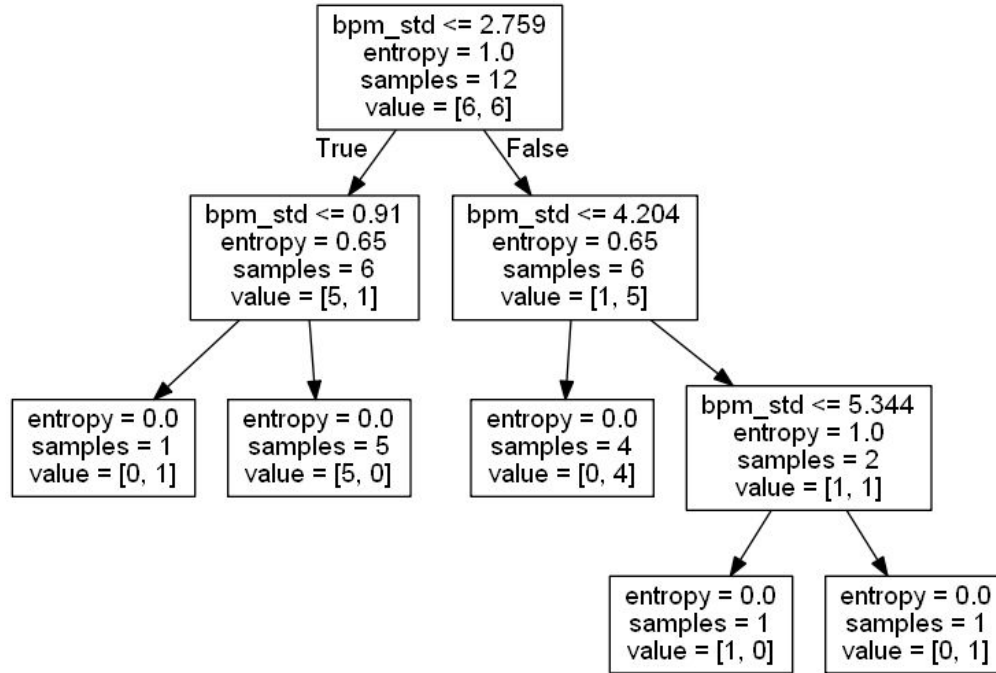 bpm_std <= 2.759
entropy = 1.0
samples = 12
value = [6, 6]
True
False
bpm_std <= 0.91
entropy = 0.65
samples = 6
value = [5, 1]
bpm_std <= 4.204
entropy = 0.65
samples = 6
value = [1, 5]
entropy = 0.0
samples = 1
value = [0, 1]
entropy = 0.0
samples = 5
value = [5, 0]
entropy = 0.0
samples = 4
value = [0, 4]
bpm_std <= 5.344
entropy = 1.0
samples = 2
value = [1, 1]
entropy = 0.0
samples = 1
value = [1, 0]
entropy = 0.0
samples = 1
value = [0, 1]